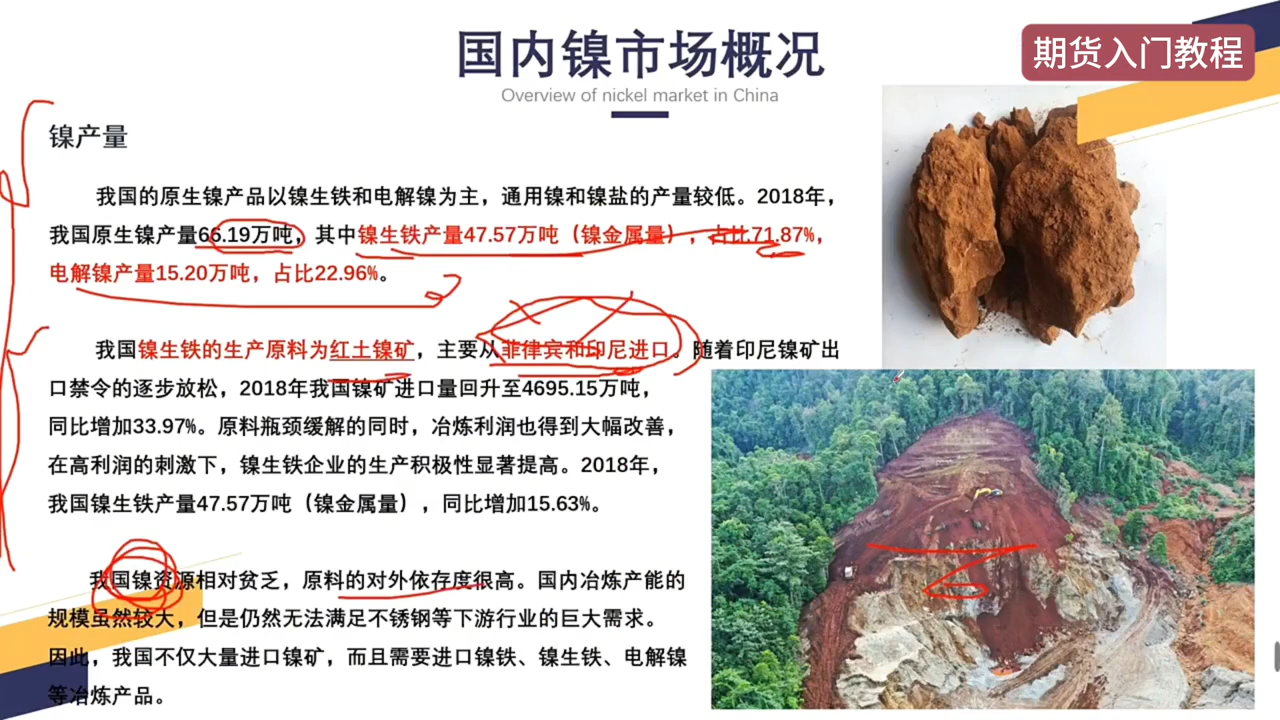 国内镍市场概况
期货入门教程
Overview of nickel market in China
镍产量
我国的原生镍产品以镍生铁和电解镍为主，通用镍和镍盐的产量较低。2018年，
我国原生镍产量66.19万吨，其中镍生铁产量47.57万吨（镍金属量），占比71.87%，
电解镍产量15.20万吨，占比22.96%。
我国镍生铁的生产原料为红土镍矿，主要从菲律宾和印尼进口。随着印尼镍矿出
口禁令的逐步放松，2018年我国镍矿进口量回升至4695.15万吨，
同比增加33.97%。原料瓶颈缓解的同时，冶炼利润也得到大幅改善，
在高利润的刺激下，镍生铁企业的生产积极性显著提高。2018年，
我国镍生铁产量47.57万吨（镍金属量），同比增加15.63%。
我国镍资源相对贫乏，原料的对外依存度很高。国内冶炼产能的
规模虽然较大，但是仍然无法满足不锈钢等下游行业的巨大需求。
因此，我国不仅大量进口镍矿，而且需要进口镍铁、镍生铁、电解镍
等冶炼产品。